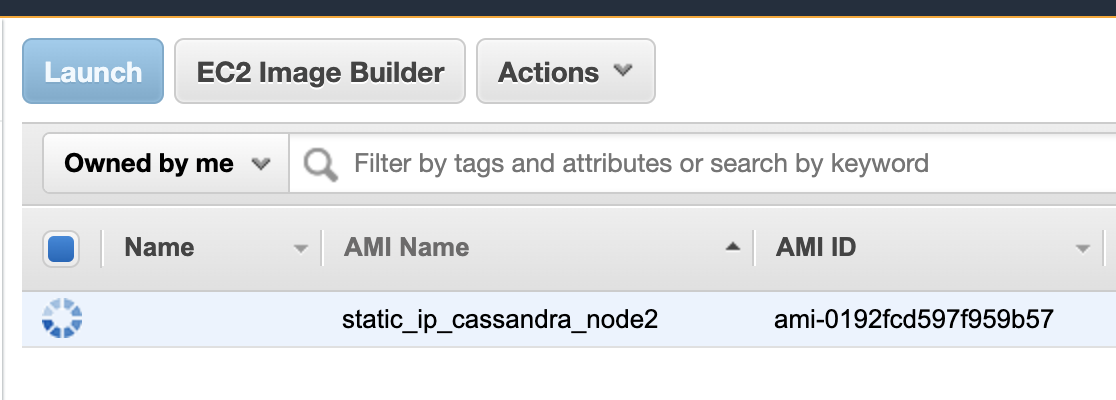 Launch EC2 Image Builder Actions
Owned by me Filter by tags and attributes or search by keyword
Name AMI Name AMI ID
static_ip_cassandra_node2 ami-0192fcd597f959b57